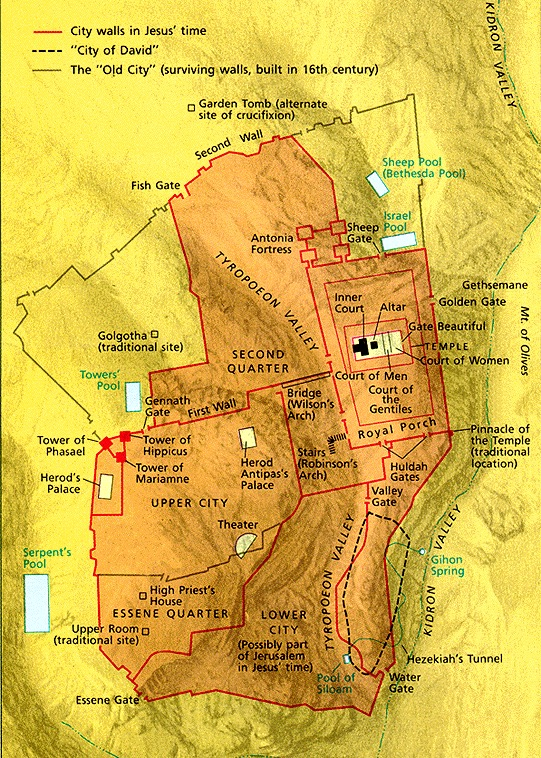 City walls in Jesus' time
"City of David"
The "Old City" (surviving walls, built in 16th century)
KIDRON VALLEY
Garden Tomb (alternate
site of crucifixion)
Second Wall
Fish Gate
Sheep Pool
(Bethesda Pool)
Israel
Pool
Sheep
Gate
Antonia
Fortress
TYROPOEON VALLEY
Gethsemane
Golden Gate
Inner
Court
Altar
Gate Beautiful
Mt. of Olives
TEMPLE
Court of Women
Golgotha
(traditional site)
SECOND
QUARTER
Court of Men
Court of
the
Gentiles
Towers'
Pool
Gennath
Gate
First Wall
Bridge
(Wilson's
Arch)
Royal Porch
Pinnacle of
the Temple
(traditional
location)
Tower of
Phasael
Tower of
Hippicus
Tower of
Mariamne
Herod
Antipas's
Palace
Stairs
(Robinson's
Arch)
Huldah
Gates
Herod's
Palace
UPPER CITY
Valley
Gate
Theater
TYROPOEON VALLEY
KIDRON VALLEY
Serpent's
Pool
Gihon
Spring
High Priest's
House
ESSENE QUARTER
LOWER
CITY
(Possibly part
of Jerusalem
in Jesus' time)
Upper Room
(traditional site)
Hezekiah's Tunnel
Pool of
Siloam
Water
Gate
Essene Gate